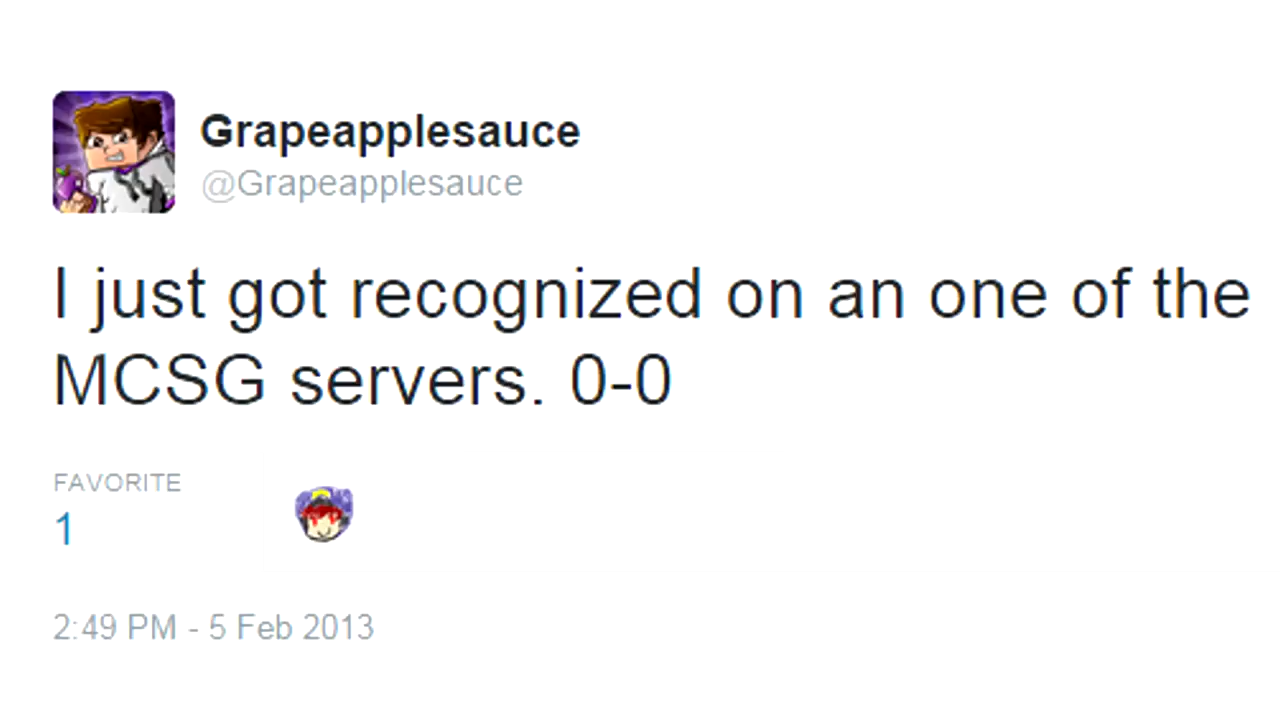 Grapeapplesauce
@Grapeapplesauce
I just got recognized on an one of the
MCSG servers. 0-0
FAVORITE
1
2:49 PM - 5 Feb 2013